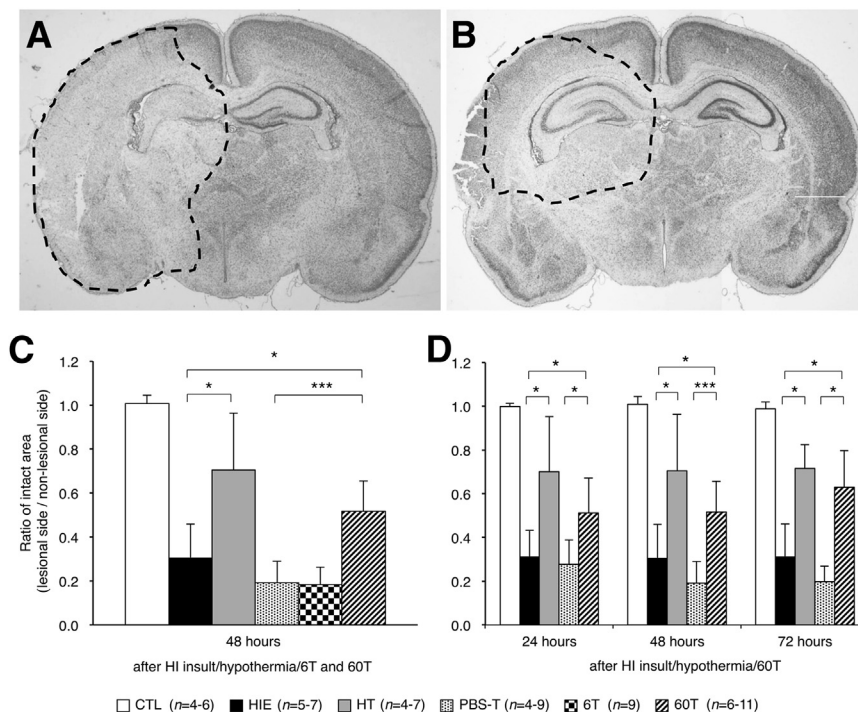 A
B
C
D
Ratio of intact area
(lesional side / non-lesional side)
1.2
1.0
0.8
0.6
0.4
0.2
0.0
*
*
***
48 hours
after HI insult/hypothermia/6T and 60T
1.2
1.0
0.8
0.6
0.4
0.2
0.0
*
*
*
*
*
***
*
*
*
24 hours
48 hours
72 hours
after HI insult/hypothermia/60T
CTL (n=4-6) HIE (n=5-7) HT (n=4-7) PBS-T (n=4-9) 6T (n=9) 60T (n=6-11)